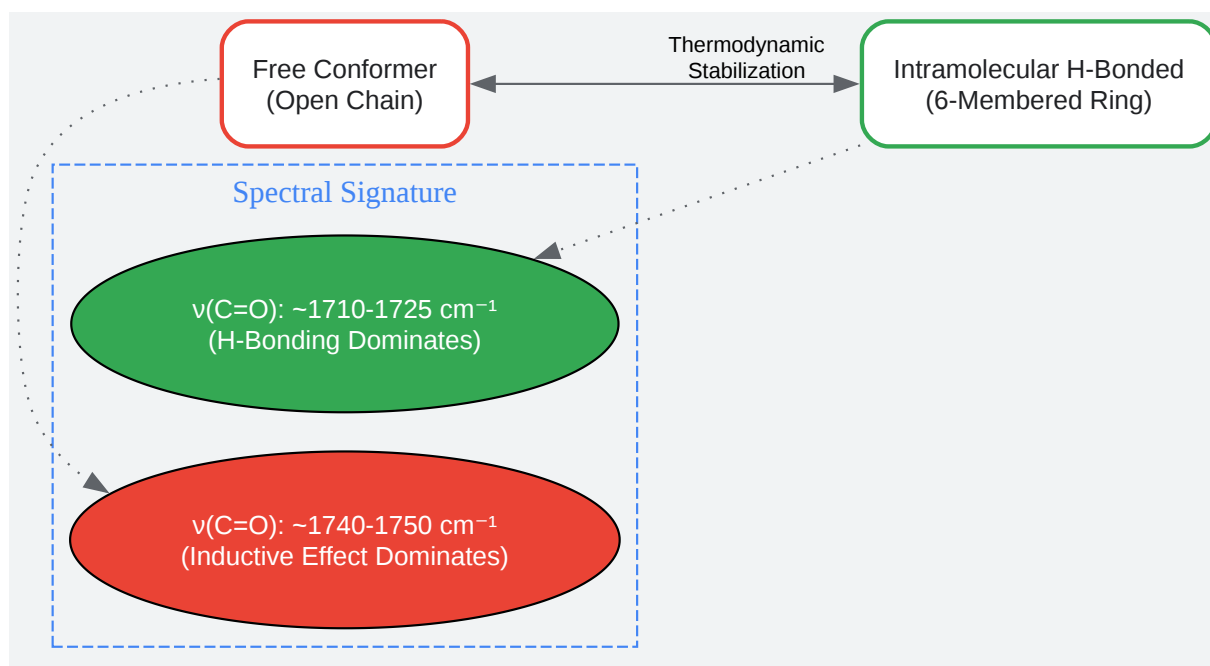 Free Conformer
(Open Chain)
Thermodynamic
Stabilization
Intramolecular H-Bonded
(6-Membered Ring)
Spectral Signature
ν(C=O): ~1710-1725 cm⁻¹
(H-Bonding Dominates)
ν(C=O): ~1740-1750 cm⁻¹
(Inductive Effect Dominates)